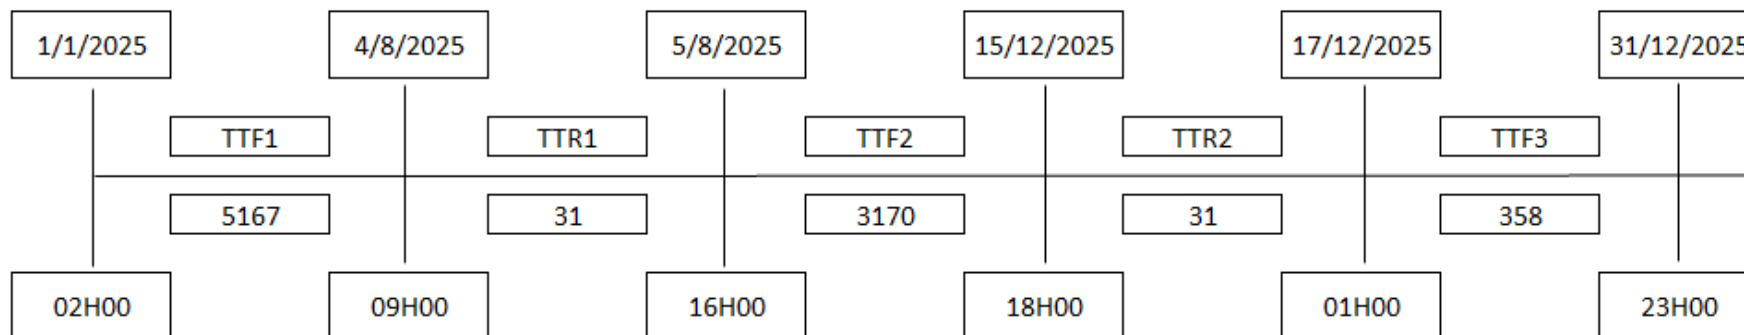 1/1/2025 4/8/2025 5/8/2025 15/12/2025 17/12/2025 31/12/2025
TTF1 TTR1 TTF2 TTR2 TTF3
5167 31 3170 31 358
02H00 09H00 16H00 18H00 01H00 23H00